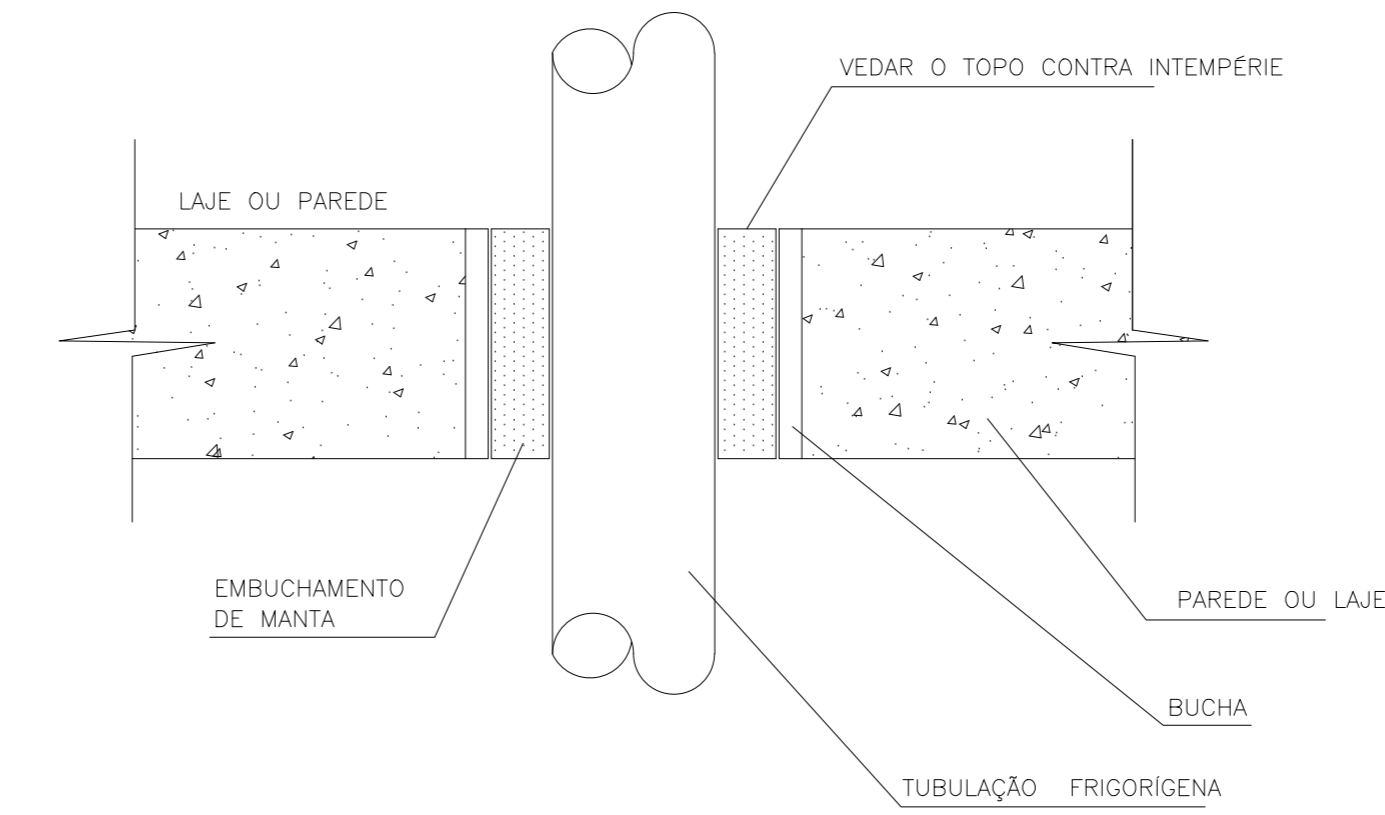 VEDAR O TOPO CONTRA INTEMPÉRIE
LAJE OU PAREDE
EMBUCHAMENTO
DE MANTA
PAREDE OU LAJE
BUCHA
TUBULAÇÃO FRIGORÍGENA